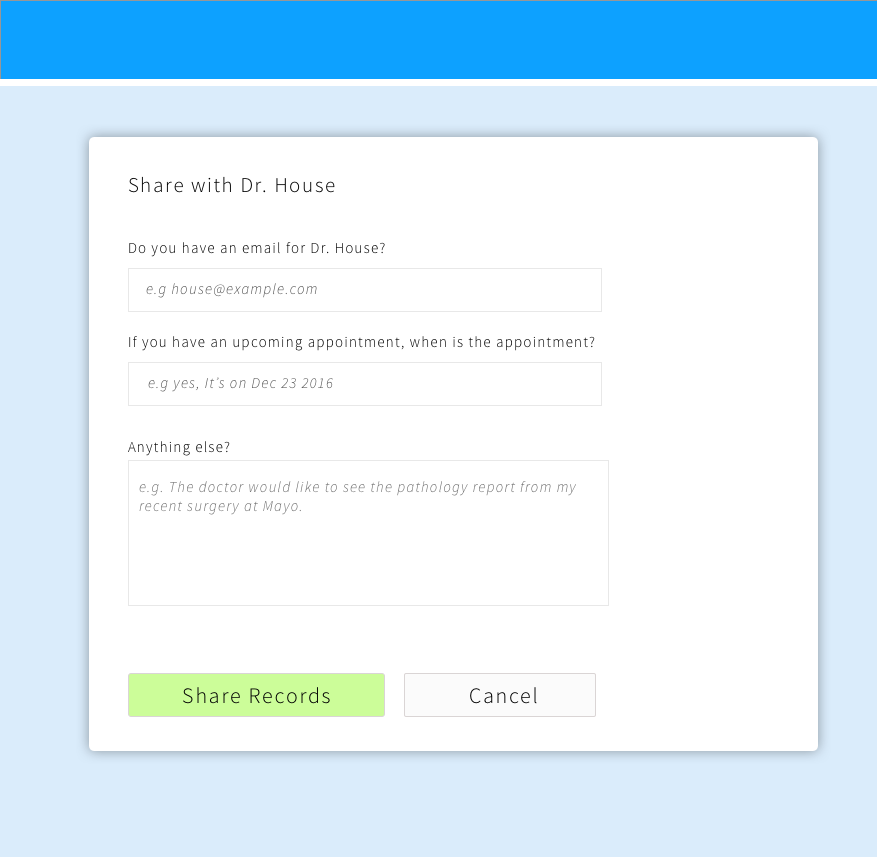 Share with Dr. House
Do you have an email for Dr. House?
e.g house@example.com
If you have an upcoming appointment, when is the appointment?
e.g yes, It's on Dec 23 2016
Anything else?
e.g. The doctor would like to see the pathology report from my
recent surgery at Mayo.
Share Records
Cancel